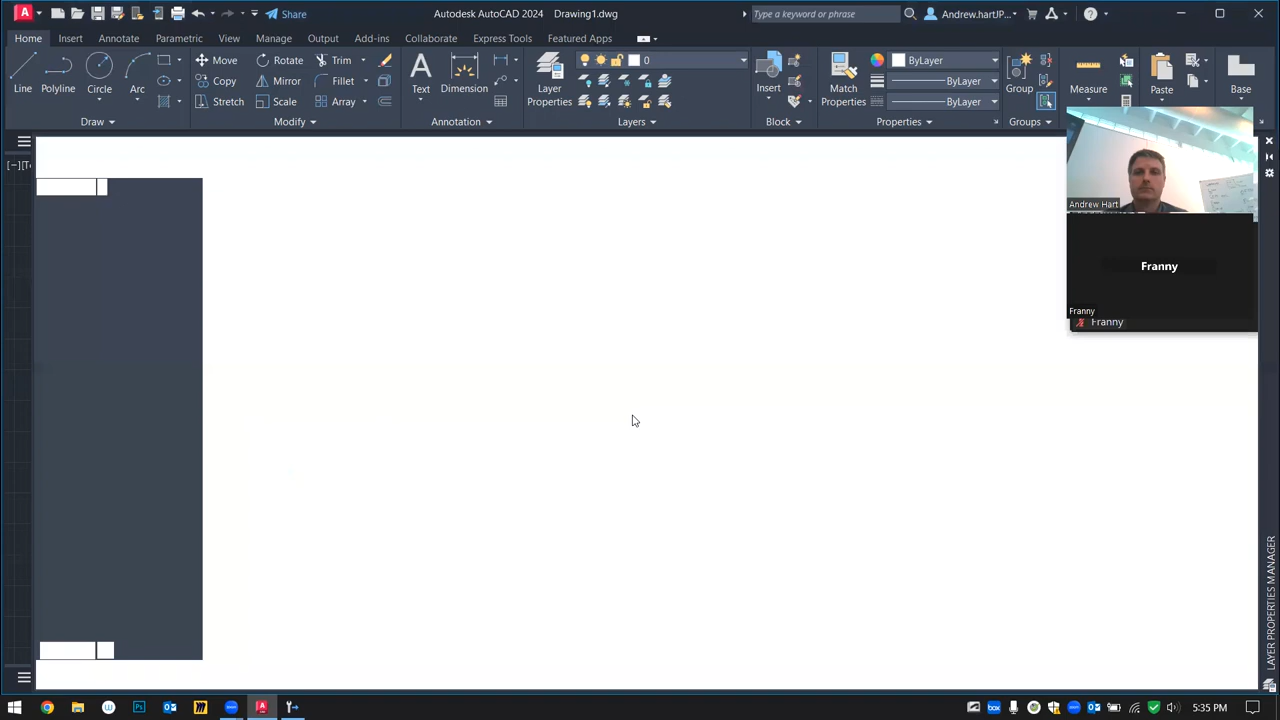 Share
Autodesk AutoCAD 2024 Drawing1.dwg
Type a keyword or phrase
Andrew.hartJP...
Home Insert Annotate Parametric View Manage Output Add-ins Collaborate Express Tools Featured Apps
Line Polyline Circle Arc
Move Rotate Trim
Copy Mirror Fillet
Stretch Scale Array
Text Dimension
Layer Properties
0
Insert
Match Properties
ByLayer
ByLayer
ByLayer
Group
Measure
Paste
Base
Draw Modify Annotation Layers Block Properties Groups
Andrew Hart
Franny
Franny
Franny
LAYER PROPERTIES MANAGER
5:35 PM